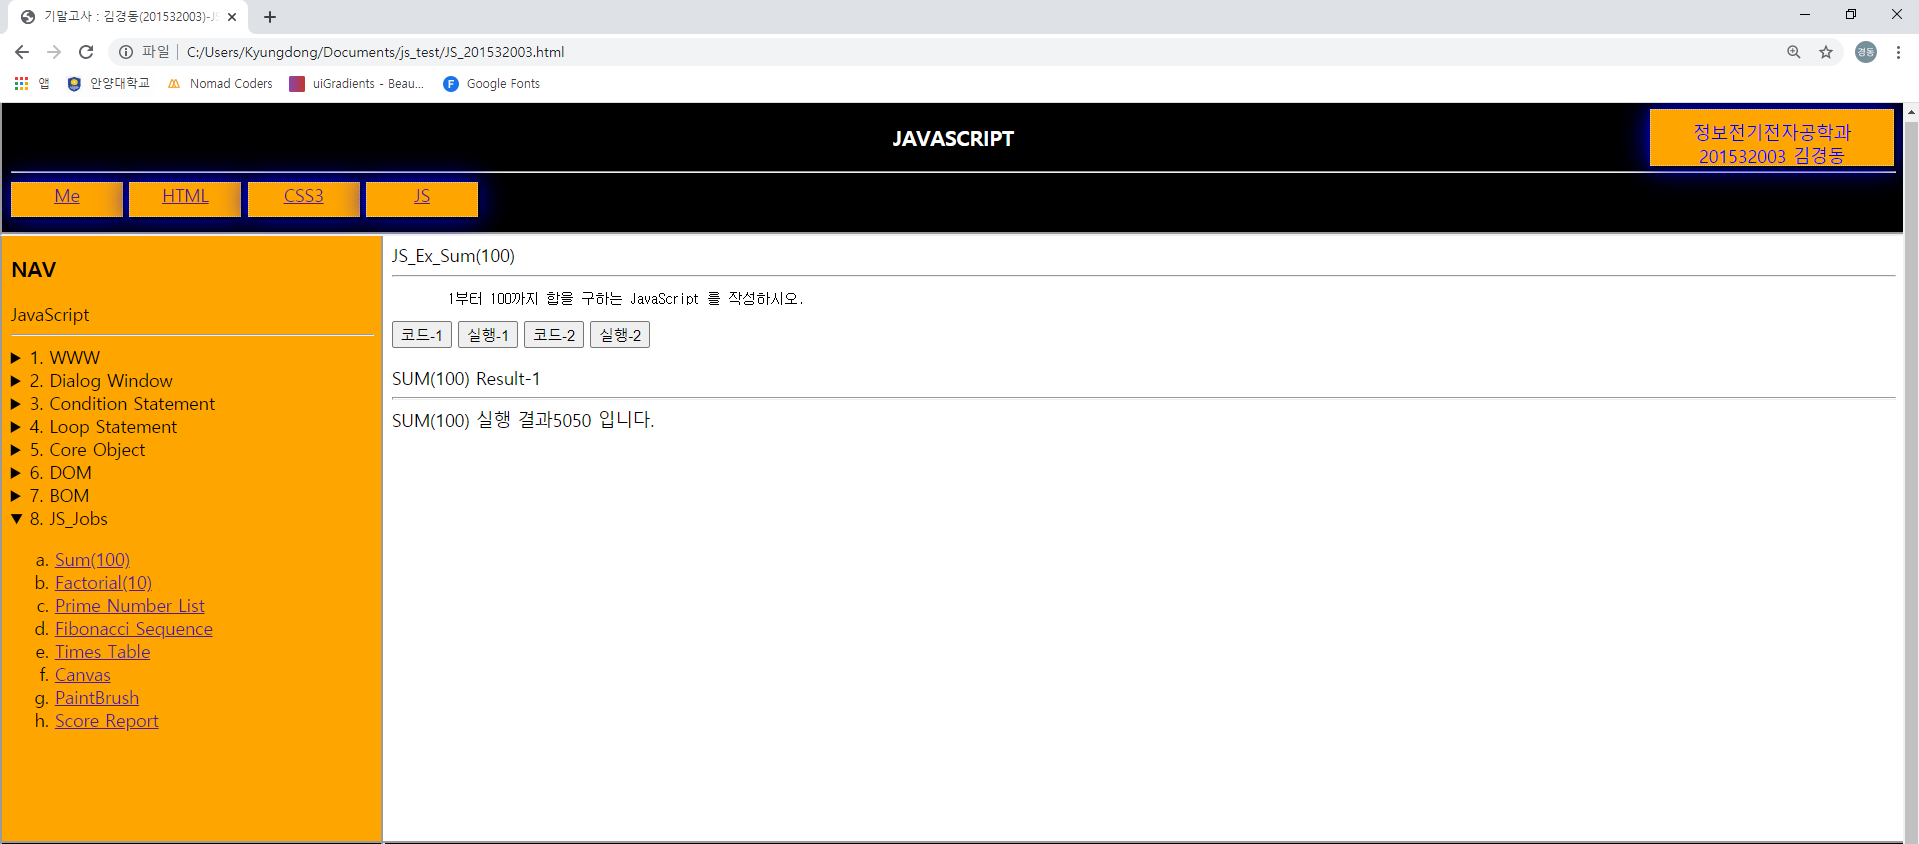 기말고사 : 김경동(201532003)-JS
파일 C:/Users/Kyungdong/Documents/js_test/JS_201532003.html
경동
앱 안양대학교 Nomad Coders uiGradients - Beau... Google Fonts
JAVASCRIPT
정보전기전자공학과
201532003 김경동
Me HTML CSS3 JS
NAV
JavaScript
1. WWW
2. Dialog Window
3. Condition Statement
4. Loop Statement
5. Core Object
6. DOM
7. BOM
8. JS_Jobs
a. Sum(100)
b. Factorial(10)
c. Prime Number List
d. Fibonacci Sequence
e. Times Table
f. Canvas
g. PaintBrush
h. Score Report
JS_Ex_Sum(100)
1부터 100까지 합을 구하는 JavaScript 를 작성하시오.
코드-1 실행-1 코드-2 실행-2
SUM(100) Result-1
SUM(100) 실행 결과5050 입니다.